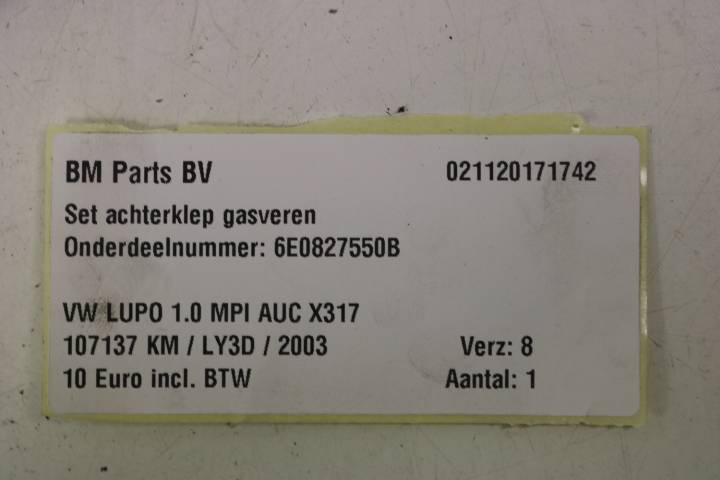 BM Parts BV 021120171742
Set achterklep gasveren
Onderdeelnummer: 6E0827550B
VW LUPO 1.0 MPI AUC X317
107137 KM / LY3D / 2003 Verz: 8
10 Euro incl. BTW Aantal: 1